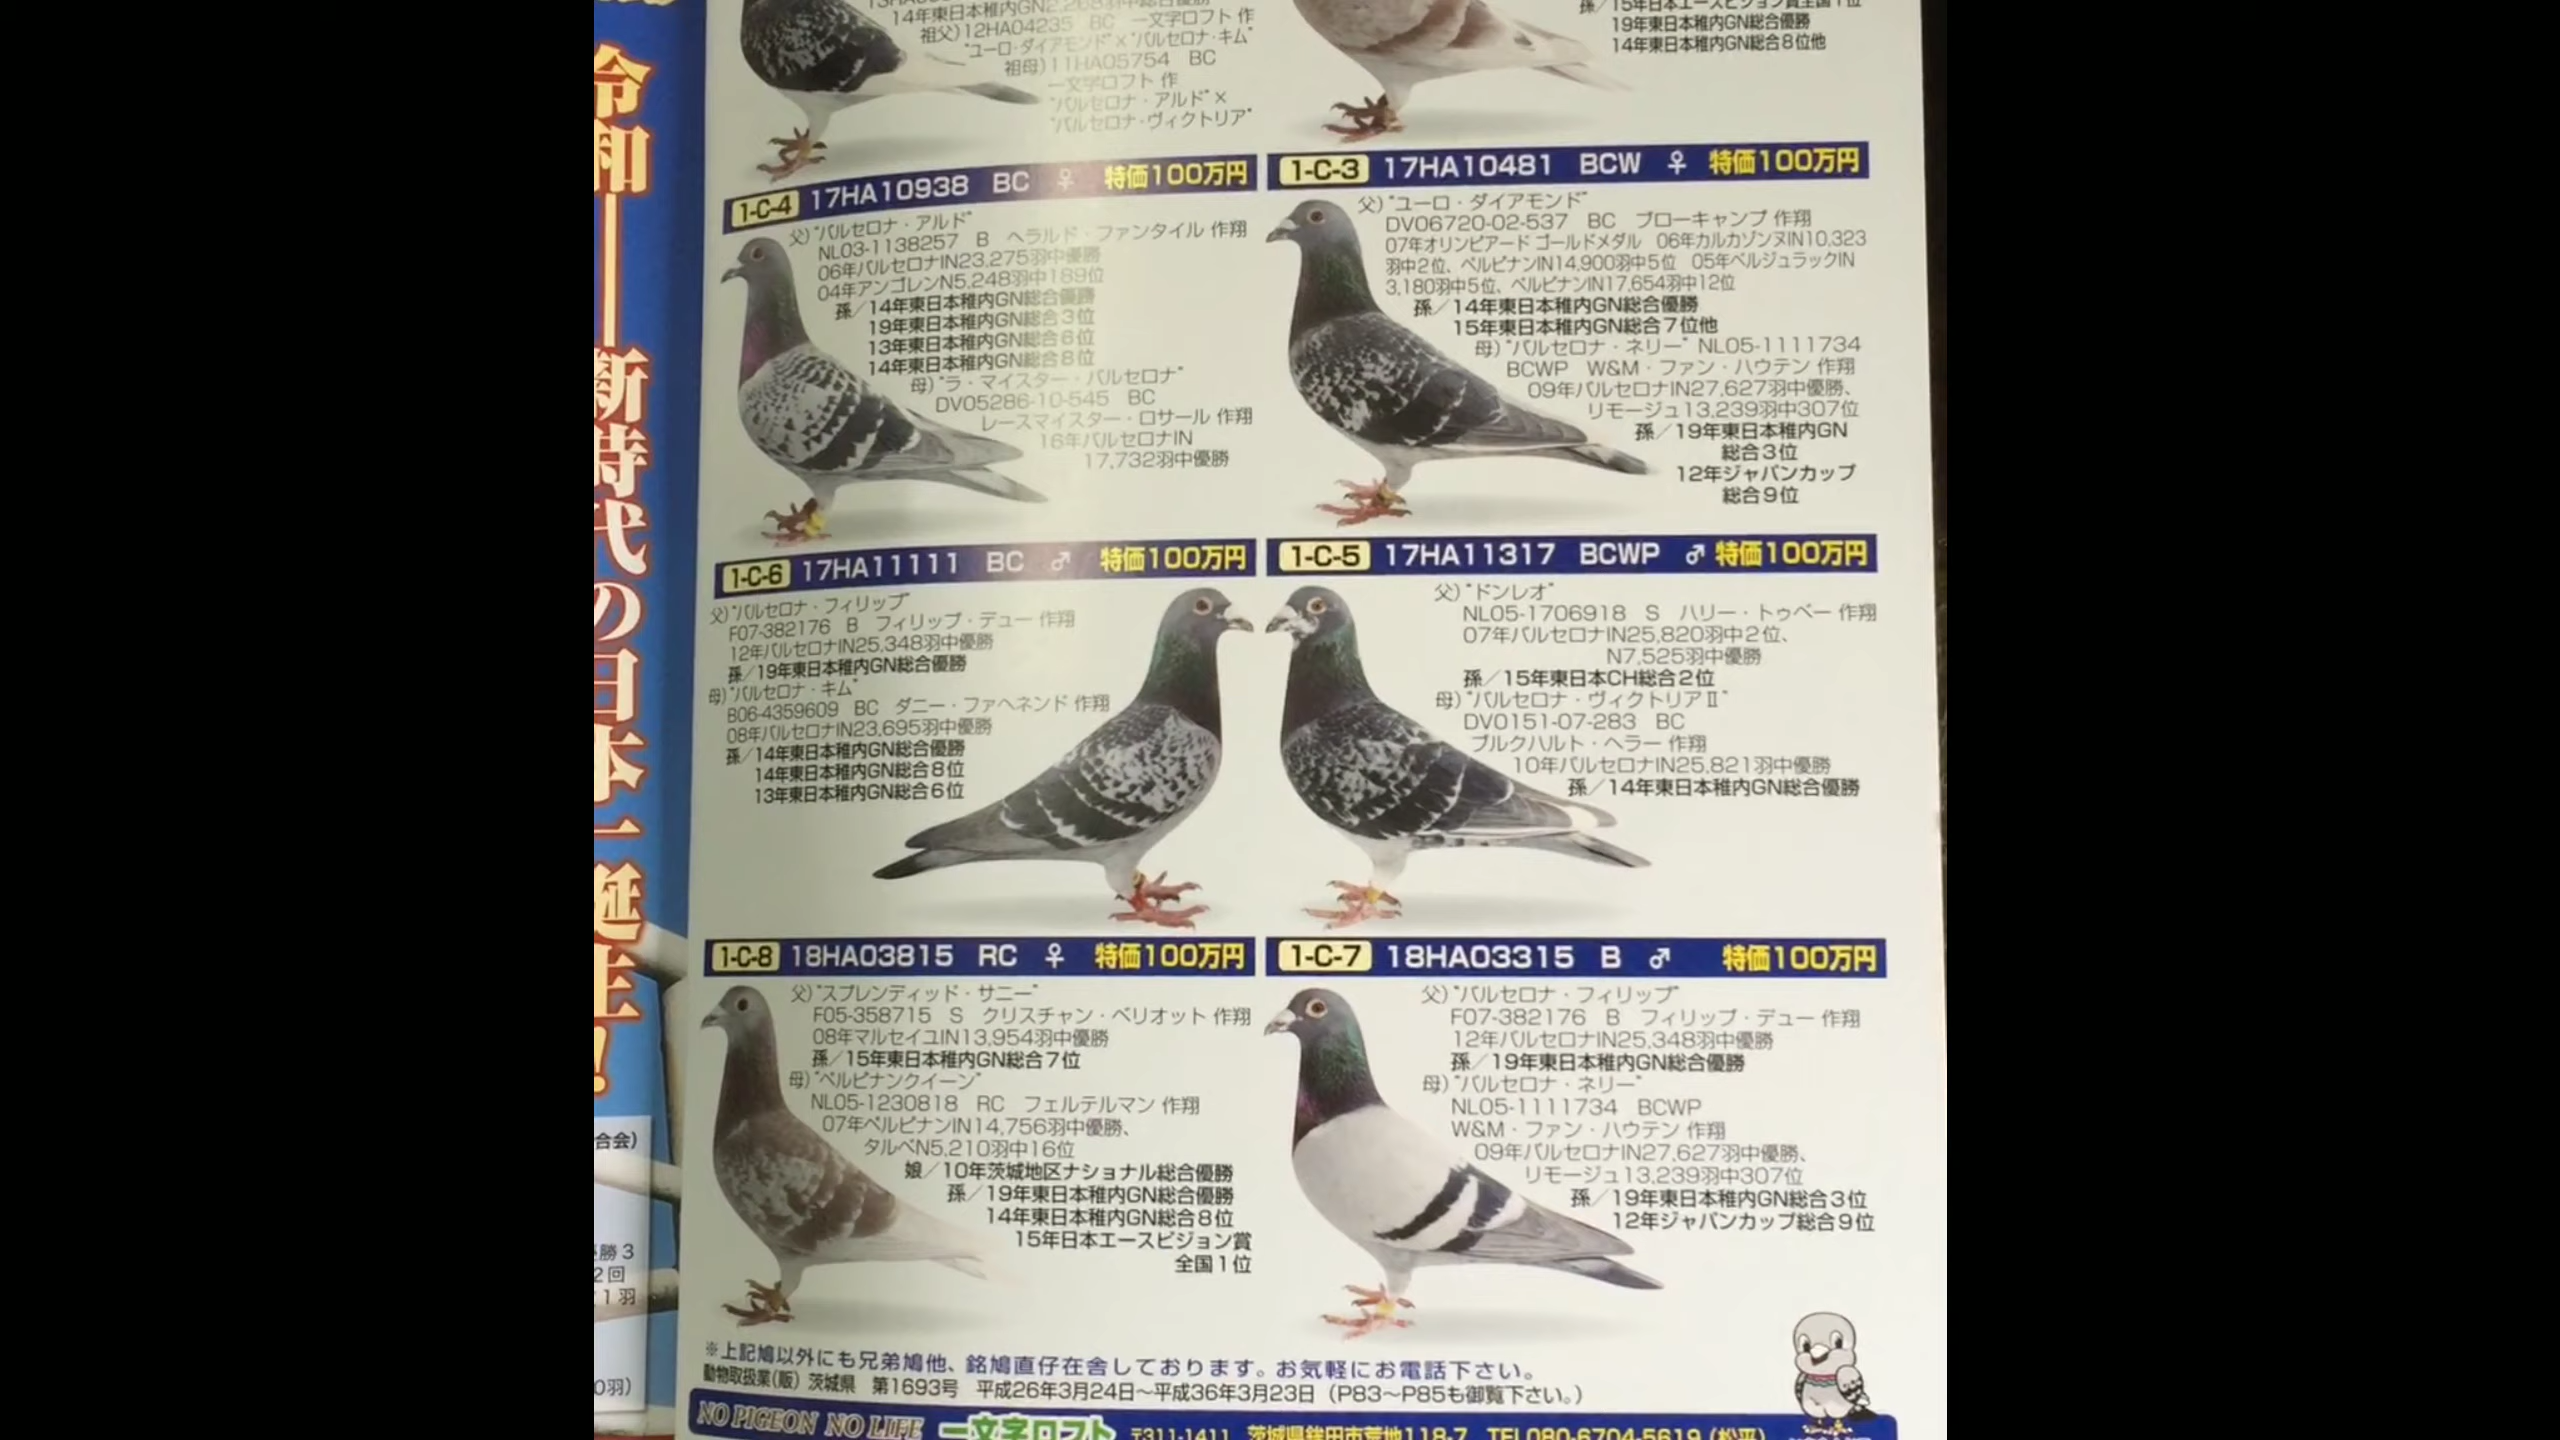 令和――新時代の日本一誕生!
合会)
勝3
2回
1羽
0羽)
14年東日本稚内GN2,268羽中総合優勝
祖父)12HA04235 BC 一文字ロフト 作
"ユーロ・ダイアモンド"×"バルセロナ・キム"
祖母)11HA05754 BC
一文字ロフト 作
"バルセロナ・アルド"×
"バルセロナ・ヴィクトリア"
孫/15年日本エースピジョン賞全国1位
19年東日本稚内GN総合優勝
14年東日本稚内GN総合8位他
1-C-3 17HA10481 BCW ♀ 特価100万円
父)"ユーロ・ダイアモンド"
DV06720-02-537 BC ブローキャンプ 作翔
07年オリンピアード ゴールドメダル 06年カルカゾンヌIN10,323
羽中2位、ペルピナンIN14,900羽中5位 05年ベルジュラックIN
3,180羽中5位、ペルピナンIN17,654羽中12位
孫/14年東日本稚内GN総合優勝
15年東日本稚内GN総合7位他
母)"バルセロナ・ネリー" NL05-1111734
BCWP W&M・ファン・ハウテン 作翔
09年バルセロナIN27,627羽中優勝、
リモージュ13,239羽中307位
孫/19年東日本稚内GN
総合3位
12年ジャパンカップ
総合9位
1-C-4 17HA10938 BC ♀ 特価100万円
父)"バルセロナ・アルド"
NL03-1138257 B ヘラルド・ファンタイル 作翔
06年バルセロナIN23,275羽中優勝
04年アンゴレンN5,248羽中189位
孫/14年東日本稚内GN総合優勝
19年東日本稚内GN総合3位
13年東日本稚内GN総合6位
14年東日本稚内GN総合8位
母)"ラ・マイスター・バルセロナ"
DV05286-10-545 BC
レースマイスター・ロサール 作翔
16年バルセロナIN
17,732羽中優勝
1-C-5 17HA11317 BCWP ♂ 特価100万円
父)"ドンレオ"
NL05-1706918 S ハリー・トゥベー 作翔
07年バルセロナIN25,820羽中2位、
N7,525羽中優勝
孫/15年東日本CH総合2位
母)"バルセロナ・ヴィクトリアⅡ"
DV0151-07-283 BC
ブルクハルト・ヘラー 作翔
10年バルセロナIN25,821羽中優勝
孫/14年東日本稚内GN総合優勝
1-C-6 17HA11111 BC ♂ 特価100万円
父)"バルセロナ・フィリップ"
F07-382176 B フィリップ・デュー 作翔
12年バルセロナIN25,348羽中優勝
孫/19年東日本稚内GN総合優勝
母)"バルセロナ・キム"
B06-4359609 BC ダニー・ファヘネンド 作翔
08年バルセロナIN23,695羽中優勝
孫/14年東日本稚内GN総合優勝
14年東日本稚内GN総合8位
13年東日本稚内GN総合6位
1-C-7 18HA03315 B ♂ 特価100万円
父)"バルセロナ・フィリップ"
F07-382176 B フィリップ・デュー 作翔
12年バルセロナIN25,348羽中優勝
孫/19年東日本稚内GN総合優勝
母)"バルセロナ・ネリー"
NL05-1111734 BCWP
W&M・ファン・ハウテン 作翔
09年バルセロナIN27,627羽中優勝、
リモージュ13,239羽中307位
孫/19年東日本稚内GN総合3位
12年ジャパンカップ総合9位
1-C-8 18HA03815 RC ♀ 特価100万円
父)"スプレンディッド・サニー"
F05-358715 S クリスチャン・ベリオット 作翔
08年マルセイユIN13,954羽中優勝
孫/15年東日本稚内GN総合7位
母)"ペルピナンクイーン"
NL05-1230818 RC フェルテルマン 作翔
07年ペルピナンIN14,756羽中優勝、
タルベN5,210羽中16位
娘/10年茨城地区ナショナル総合優勝
孫/19年東日本稚内GN総合優勝
14年東日本稚内GN総合8位
15年日本エースピジョン賞
全国1位
※上記鳩以外にも兄弟鳩他、銘鳩直仔在舎しております。お気軽にお電話下さい。
動物取扱業(販) 茨城県 第1693号 平成26年3月24日~平成36年3月23日 (P83~P85も御覧下さい。)
NO PIGEON NO LIFE 一文字ロフト 〒311-1411 茨城県鉾田市荒地118-7 TEL080-6704-5619 (松平)